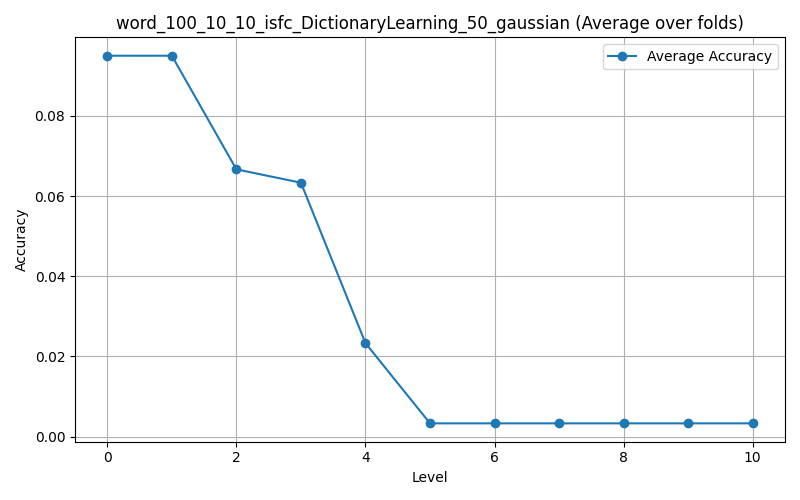 word_100_10_10_isfc_DictionaryLearning_50_gaussian (Average over folds)
Average Accuracy
0.08
0.06
0.04
0.02
0.00
Accuracy
0 2 4 6 8 10
Level